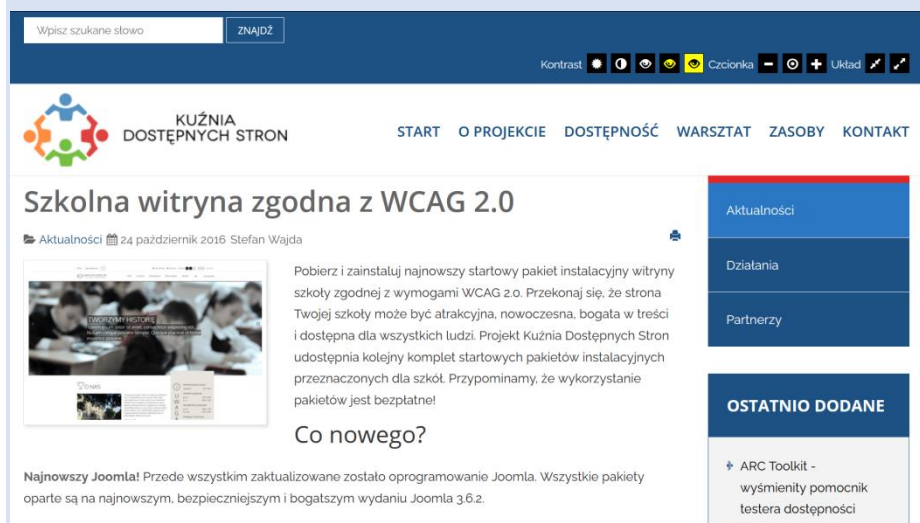 Wpisz szukane słowo
ZNAJDŹ
Kontrast
Czcionka
Układ
KUŹNIA
DOSTĘPNYCH STRON
START O PROJEKCIE DOSTĘPNOŚĆ WARSZTAT ZASOBY KONTAKT
Szkolna witryna zgodna z WCAG 2.0
Aktualności 24 październik 2016 Stefan Wajda
TWORZYMY HISTORIĘ
O NAS
Pobierz i zainstaluj najnowszy startowy pakiet instalacyjny witryny
szkoły zgodnej z wymogami WCAG 2.0. Przekonaj się, że strona
Twojej szkoły może być atrakcyjna, nowoczesna, bogata w treści
i dostępna dla wszystkich ludzi. Projekt Kuźnia Dostępnych Stron
udostępnia kolejny komplet startowych pakietów instalacyjnych
przeznaczonych dla szkół. Przypominamy, że wykorzystanie
pakietów jest bezpłatne!
Co nowego?
Najnowszy Joomla! Przede wszystkim zaktualizowane zostało oprogramowanie Joomla. Wszystkie pakiety
oparte są na najnowszym, bezpieczniejszym i bogatszym wydaniu Joomla 3.6.2.
Aktualności
Działania
Partnerzy
OSTATNIO DODANE
ARC Toolkit -
wyśmienity pomocnik
testera dostępności